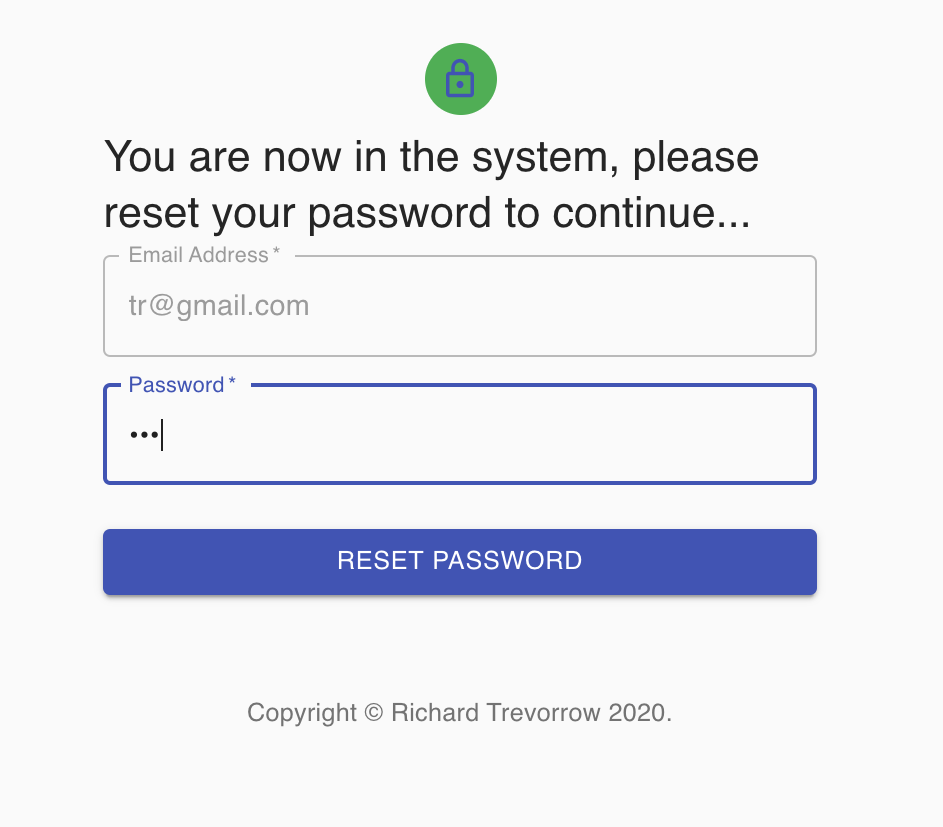 You are now in the system, please
reset your password to continue...
Email Address *
tr@gmail.com
Password *
•••
RESET PASSWORD
Copyright © Richard Trevorrow 2020.